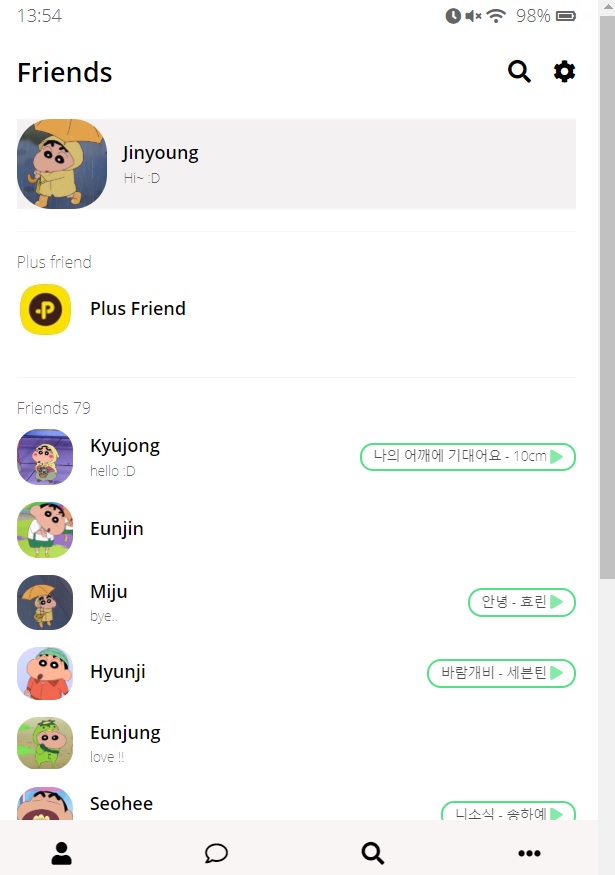 13:54
98%
Friends
Jinyoung
Hi~ :D
Plus friend
P
Plus Friend
Friends 79
Kyujong
hello :D
나의 어깨에 기대어요 - 10cm
Eunjin
Miju
bye..
안녕 - 효린
Hyunji
바람개비 - 세븐틴
Eunjung
love !!
Seohee
니소식 - 송하예